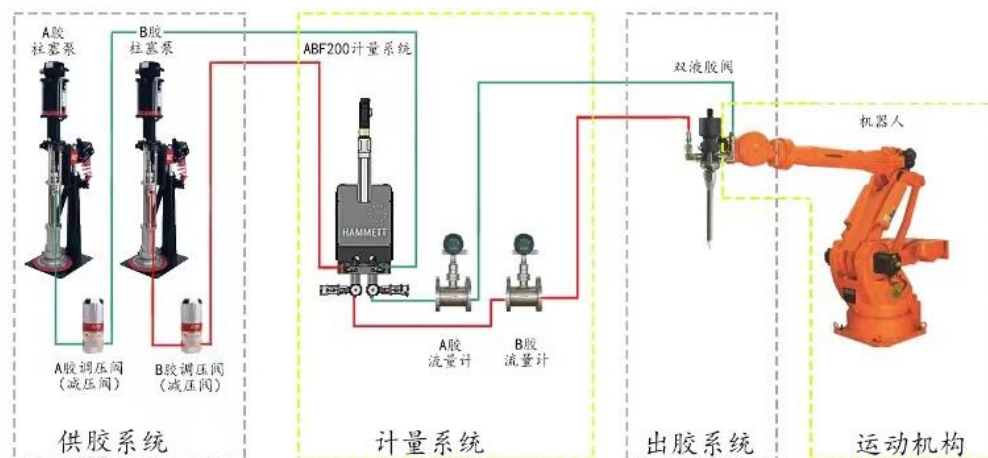 A胶
柱塞泵
B胶
柱塞泵
ABF200计量系统
双液胶阀
机器人
HAMMETT
A胶
流量计
B胶
流量计
A胶调压阀
(减压阀)
B胶调压阀
(减压阀)
供胶系统
计量系统
出胶系统
运动机构